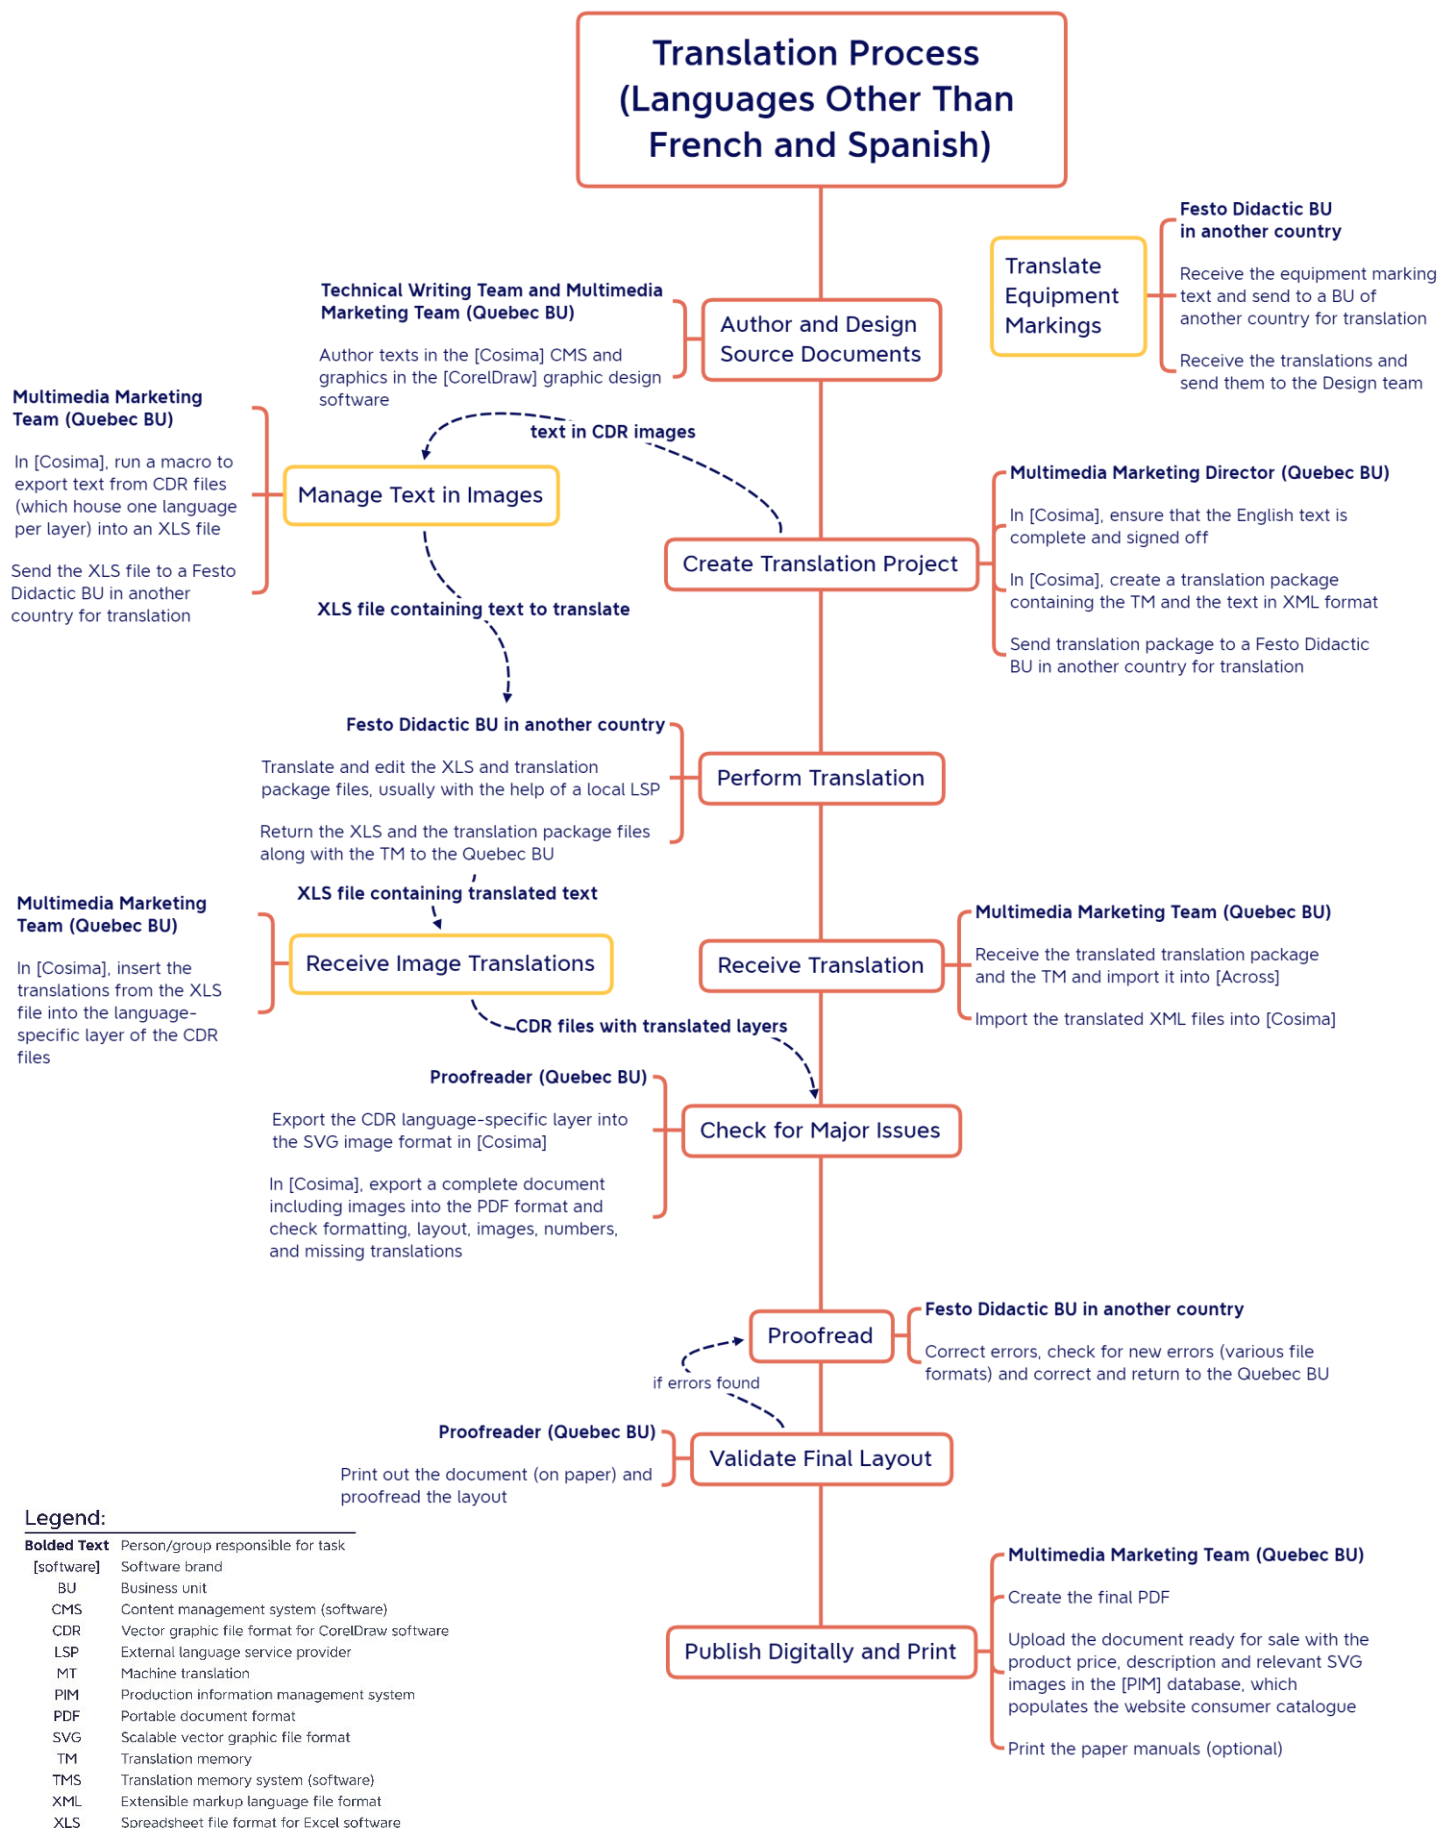 Translation Process
(Languages Other Than
French and Spanish)
Festo Didactic BU
in another country
Translate
Equipment
Markings
Receive the equipment marking
text and send to a BU of
another country for translation
Receive the translations and
send them to the Design team
Technical Writing Team and Multimedia
Marketing Team (Quebec BU)
Author texts in the [Cosima] CMS and
graphics in the [CorelDraw] graphic design
software
Author and Design
Source Documents
Multimedia Marketing
Team (Quebec BU)
In [Cosima], run a macro to
export text from CDR files
(which house one language
per layer) into an XLS file
Send the XLS file to a Festo
Didactic BU in another
country for translation
text in CDR images
Manage Text in Images
Create Translation Project
Multimedia Marketing Director (Quebec BU)
In [Cosima], ensure that the English text is
complete and signed off
In [Cosima], create a translation package
containing the TM and the text in XML format
Send translation package to a Festo Didactic
BU in another country for translation
XLS file containing text to translate
Festo Didactic BU in another country
Translate and edit the XLS and translation
package files, usually with the help of a local LSP
Return the XLS and the translation package files
along with the TM to the Quebec BU
Perform Translation
XLS file containing translated text
Multimedia Marketing
Team (Quebec BU)
In [Cosima], insert the
translations from the XLS
file into the language-
specific layer of the CDR
files
Receive Image Translations
Receive Translation
Multimedia Marketing Team (Quebec BU)
Receive the translated translation package
and the TM and import it into [Across]
Import the translated XML files into [Cosima]
CDR files with translated layers
Proofreader (Quebec BU)
Export the CDR language-specific layer into
the SVG image format in [Cosima]
In [Cosima], export a complete document
including images into the PDF format and
check formatting, layout, images, numbers,
and missing translations
Check for Major Issues
Proofread
Festo Didactic BU in another country
Correct errors, check for new errors (various file
formats) and correct and return to the Quebec BU
if errors found
Proofreader (Quebec BU)
Print out the document (on paper) and
proofread the layout
Validate Final Layout
Publish Digitally and Print
Multimedia Marketing Team (Quebec BU)
Create the final PDF
Upload the document ready for sale with the
product price, description and relevant SVG
images in the [PIM] database, which
populates the website consumer catalogue
Print the paper manuals (optional)
Legend:
Bolded Text Person/group responsible for task
[software] Software brand
BU Business unit
CMS Content management system (software)
CDR Vector graphic file format for CorelDraw software
LSP External language service provider
MT Machine translation
PIM Production information management system
PDF Portable document format
SVG Scalable vector graphic file format
TM Translation memory
TMS Translation memory system (software)
XML Extensible markup language file format
XLS Spreadsheet file format for Excel software